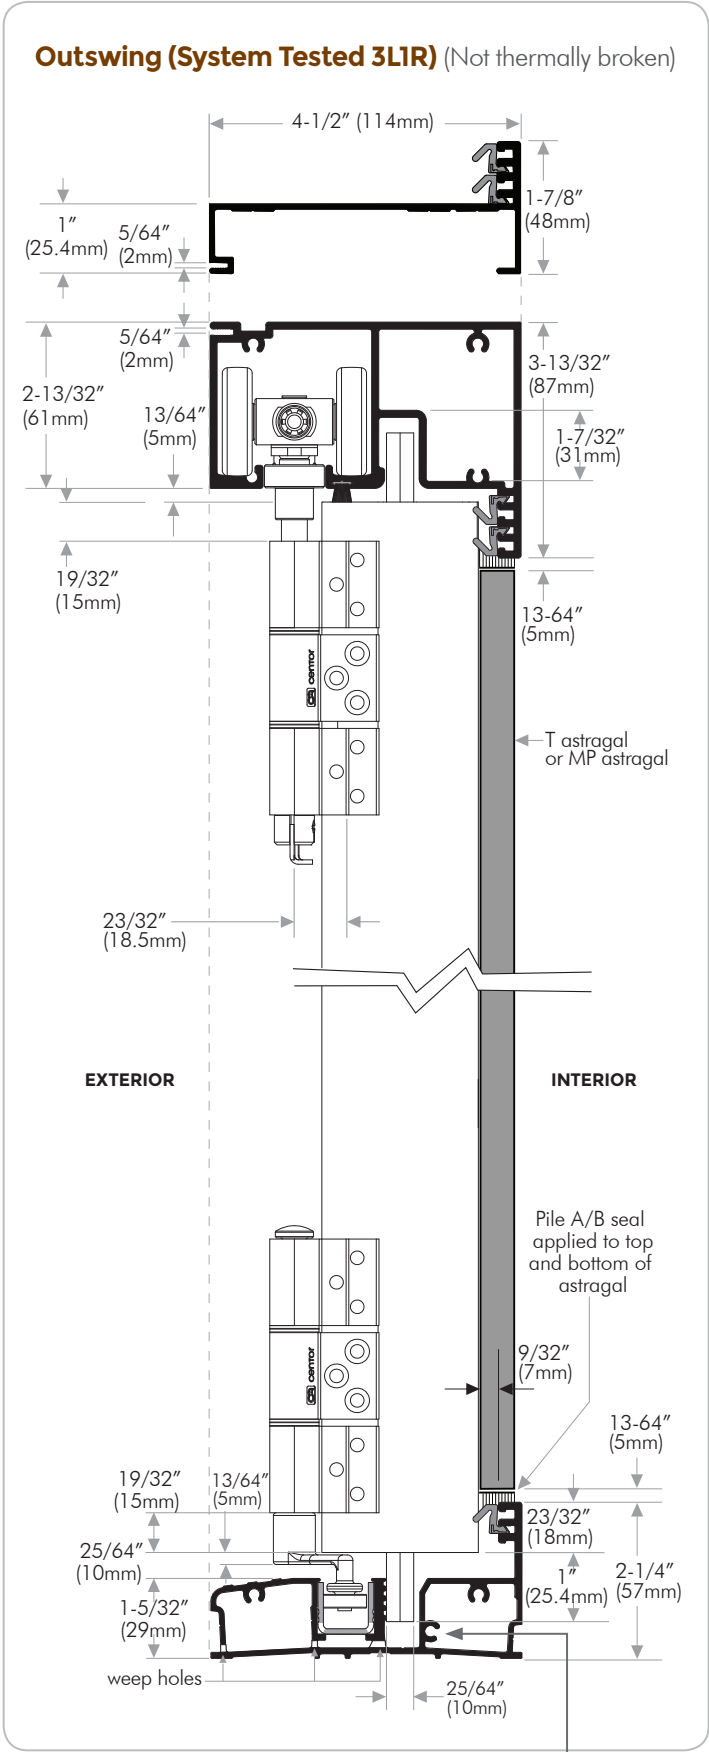 Outswing (System Tested 3L1R) (Not thermally broken)
4-1/2" (114mm)
1-7/8"
(48mm)
1"
(25.4mm)
5/64"
(2mm)
5/64"
(2mm)
3-13/32"
(87mm)
2-13/32"
(61mm)
13/64"
(5mm)
1-7/32"
(31mm)
19/32"
(15mm)
13-64"
(5mm)
CA centor
T astragal
or MP astragal
23/32"
(18.5mm)
EXTERIOR
INTERIOR
Pile A/B seal
applied to top
and bottom of
astragal
9/32"
(7mm)
CA centor
13-64"
(5mm)
19/32"
(15mm)
13/64"
(5mm)
23/32"
(18mm)
25/64"
(10mm)
1"
(25.4mm)
2-1/4"
(57mm)
1-5/32"
(29mm)
weep holes
25/64"
(10mm)